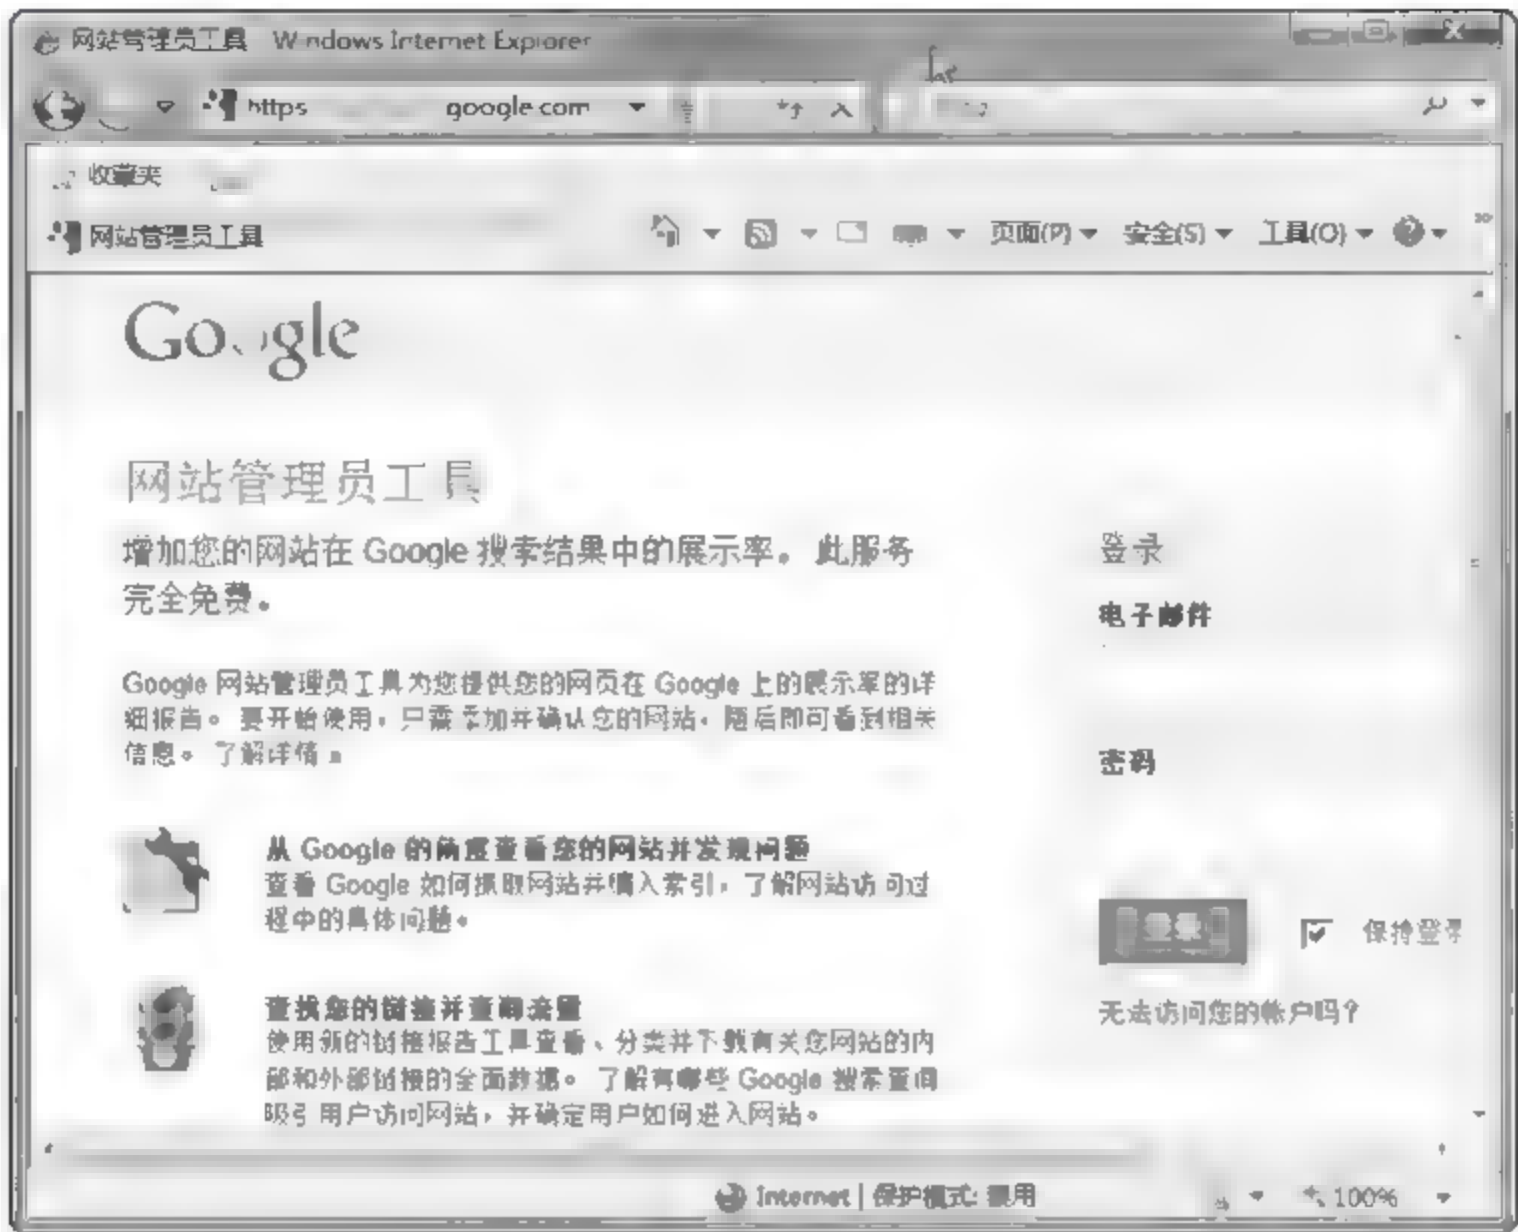 网站管理员工具 Windows Internet Explorer
https google.com
收藏夹
网站管理员工具 页面(P) 安全(S) 工具(O)
Google
网站管理员工具
增加您的网站在 Google 搜索结果中的展示率。 此服务
完全免费。
Google 网站管理员工具为您提供您的网页在 Google 上的展示率的详
细报告。 要开始使用,只需添加并确认您的网站,随后即可看到相关
信息。 了解详情 »
从 Google 的角度查看您的网站并发现问题
查看 Google 如何抓取网站并编入索引,了解网站访问过
程中的具体问题。
查找您的链接并查询流量
使用新的链接报告工具查看、分类并下载有关您网站的内
部和外部链接的全面数据。 了解有哪些 Google 搜索查询
吸引用户访问网站,并确定用户如何进入网站。
登录
电子邮件
密码
登录 保持登录
无法访问您的帐户吗?
Internet | 保护模式: 禁用 100%